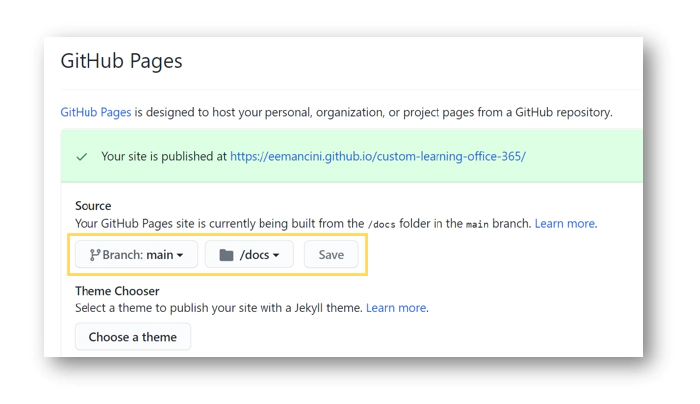 GitHub Pages
GitHub Pages is designed to host your personal, organization, or project pages from a GitHub repository.
Your site is published at https://eemancini.github.io/custom-learning-office-365/
Source
Your GitHub Pages site is currently being built from the /docs folder in the main branch. Learn more.
Branch: main /docs Save
Theme Chooser
Select a theme to publish your site with a Jekyll theme. Learn more.
Choose a theme